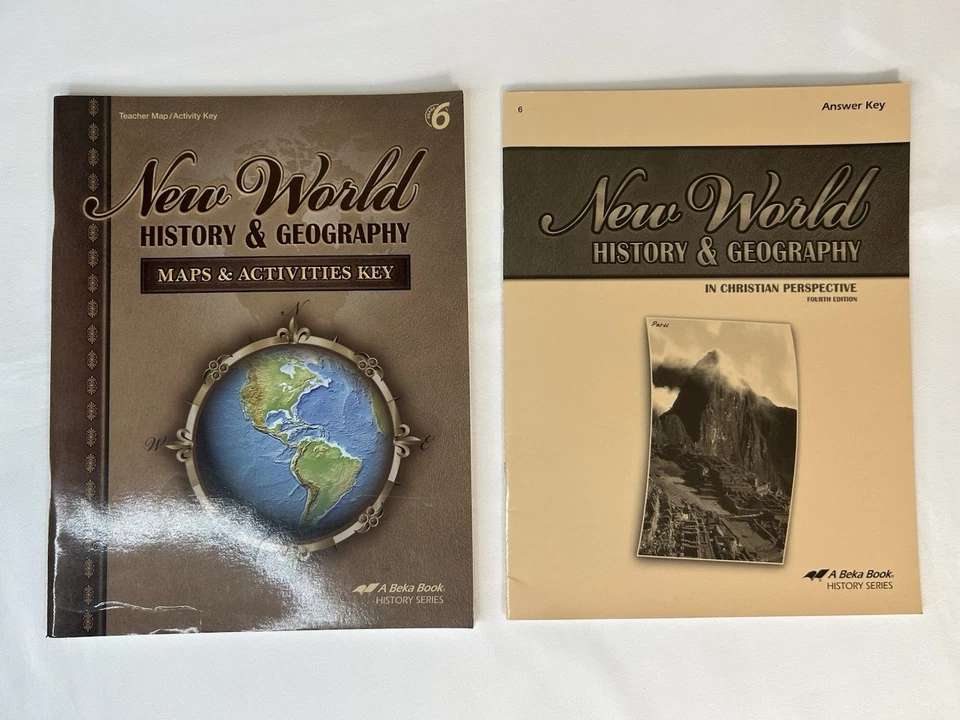 Teacher Map/Activity Key
6
New World
HISTORY & GEOGRAPHY
MAPS & ACTIVITIES KEY
N
W
E
A Beka Book®
HISTORY SERIES
6
Answer Key
New World
HISTORY & GEOGRAPHY
IN CHRISTIAN PERSPECTIVE
FOURTH EDITION
Peru
A Beka Book®
HISTORY SERIES